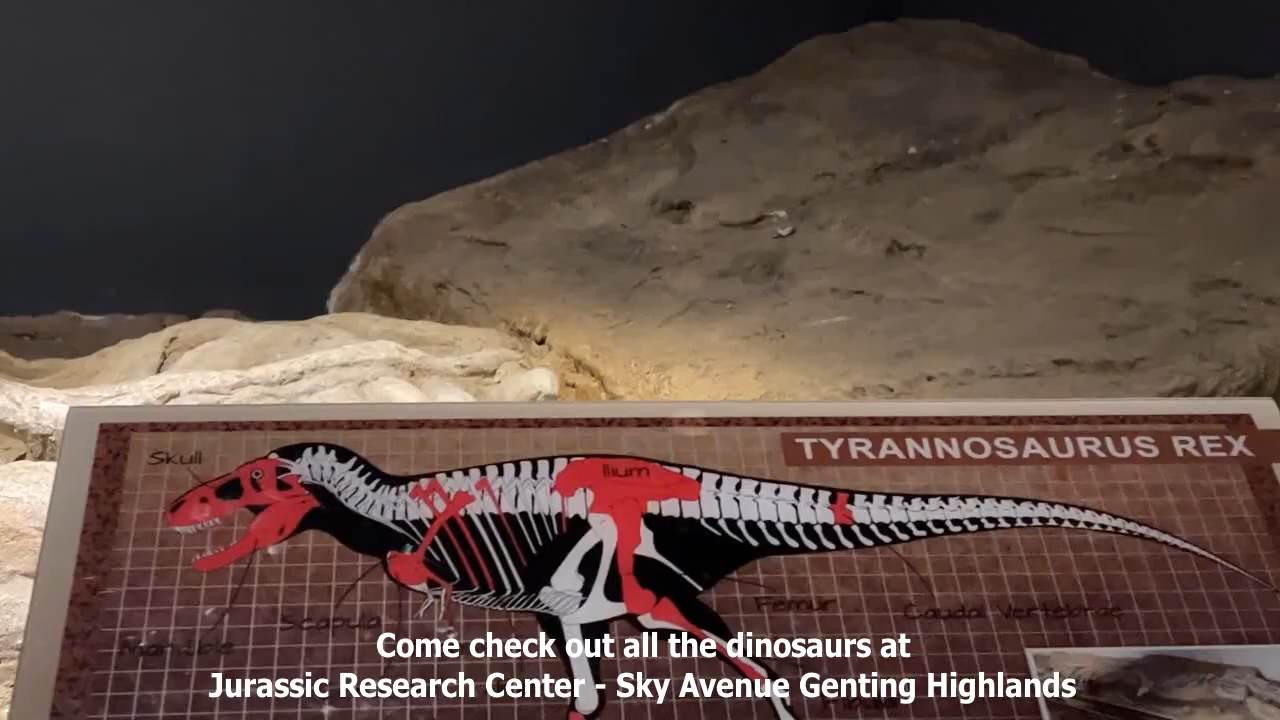 TYRANNOSAURUS REX
Skull
Ilium
Femur
Scapula
Caudal Vertebrae
Mandible
Come check out all the dinosaurs at
Jurassic Research Center - Sky Avenue Genting Highlands